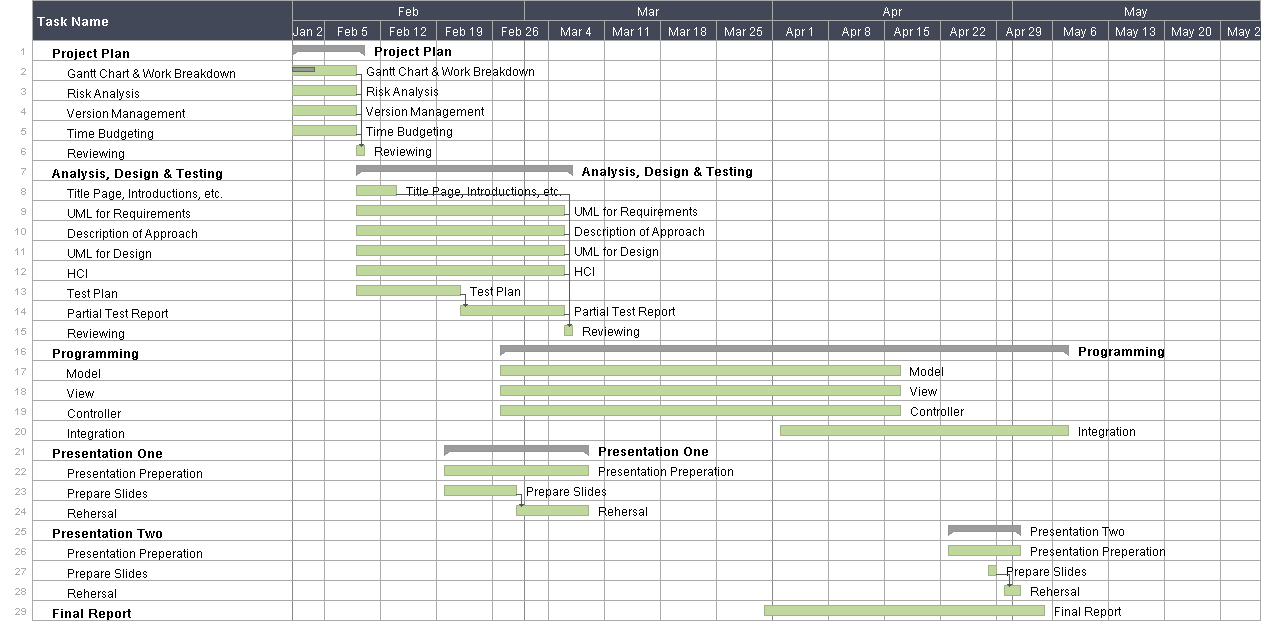 Task Name
Feb Mar Apr May
Jan 2 Feb 5 Feb 12 Feb 19 Feb 26 Mar 4 Mar 11 Mar 18 Mar 25 Apr 1 Apr 8 Apr 15 Apr 22 Apr 29 May 6 May 13 May 20 May 2
1 Project Plan Project Plan
2 Gantt Chart & Work Breakdown Gantt Chart & Work Breakdown
3 Risk Analysis Risk Analysis
4 Version Management Version Management
5 Time Budgeting Time Budgeting
6 Reviewing Reviewing
7 Analysis, Design & Testing Analysis, Design & Testing
8 Title Page, Introductions, etc. Title Page, Introductions, etc.
9 UML for Requirements UML for Requirements
10 Description of Approach Description of Approach
11 UML for Design UML for Design
12 HCI HCI
13 Test Plan Test Plan
14 Partial Test Report Partial Test Report
15 Reviewing Reviewing
16 Programming Programming
17 Model Model
18 View View
19 Controller Controller
20 Integration Integration
21 Presentation One Presentation One
22 Presentation Preperation Presentation Preperation
23 Prepare Slides Prepare Slides
24 Rehersal Rehersal
25 Presentation Two Presentation Two
26 Presentation Preperation Presentation Preperation
27 Prepare Slides Prepare Slides
28 Rehersal Rehersal
29 Final Report Final Report